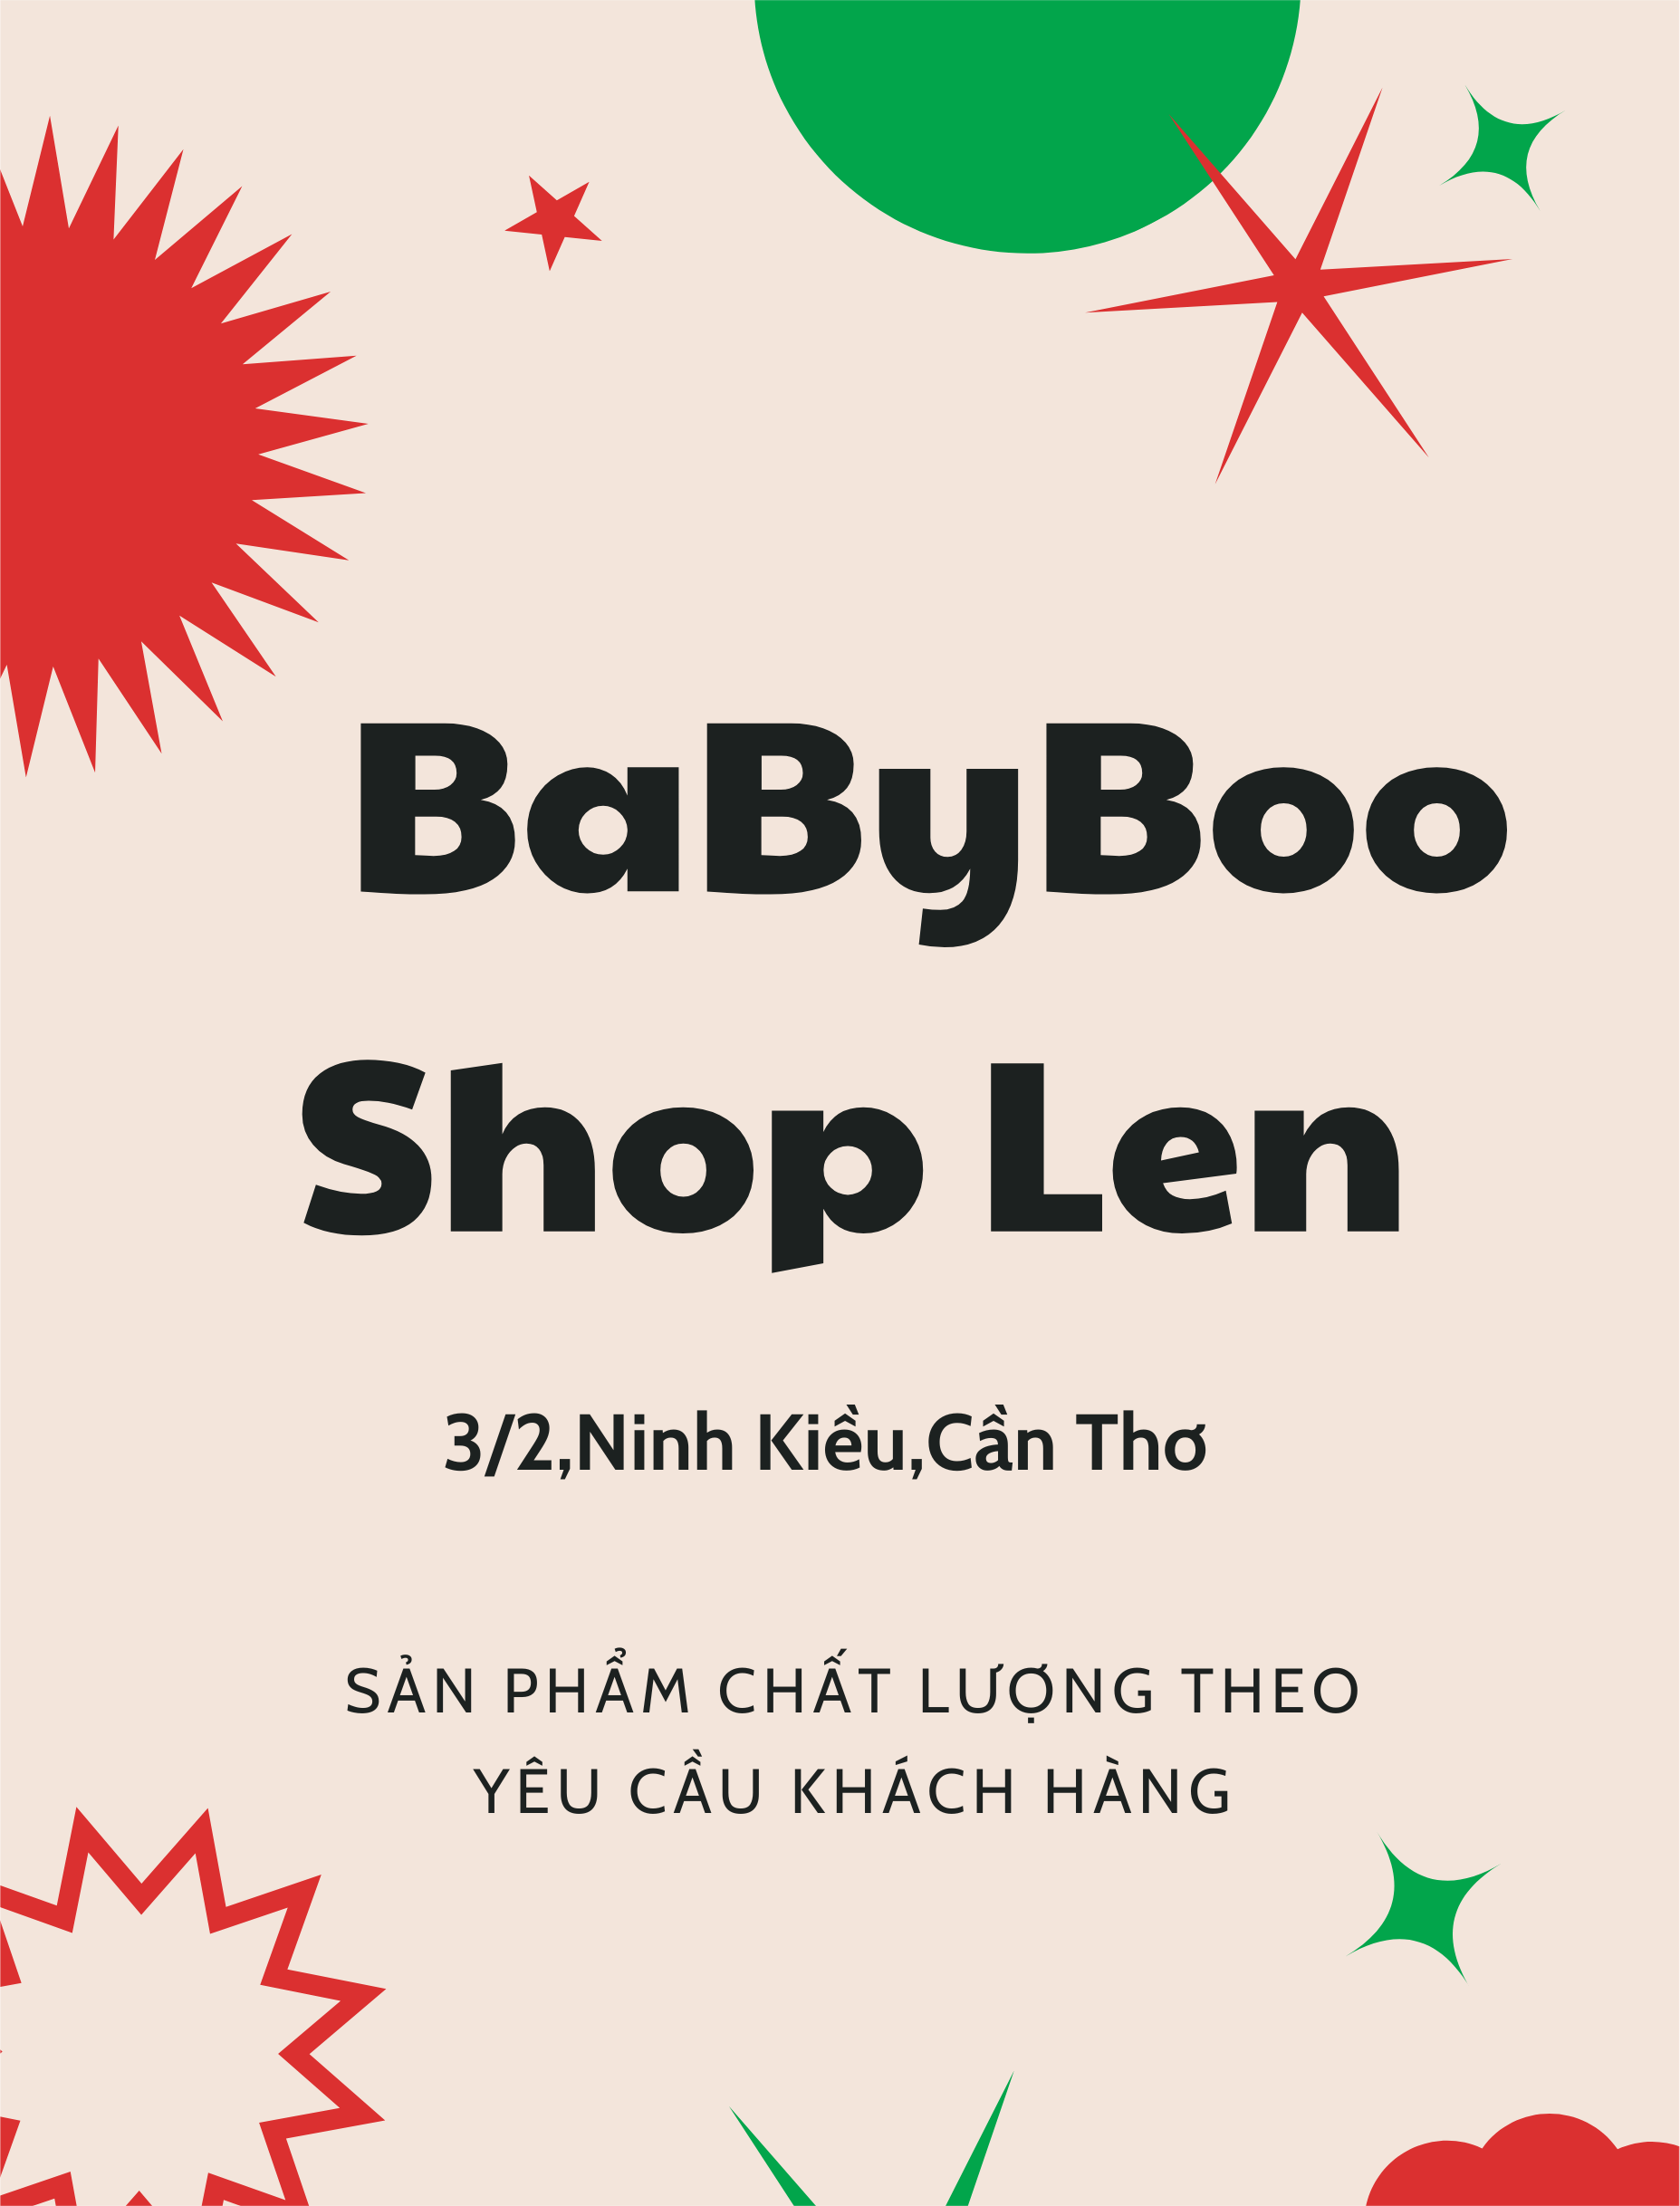 BaByBoo
Shop Len
3/2,Ninh Kiều,Cần Thơ
SẢN PHẨM CHẤT LƯỢNG THEO
YÊU CẦU KHÁCH HÀNG